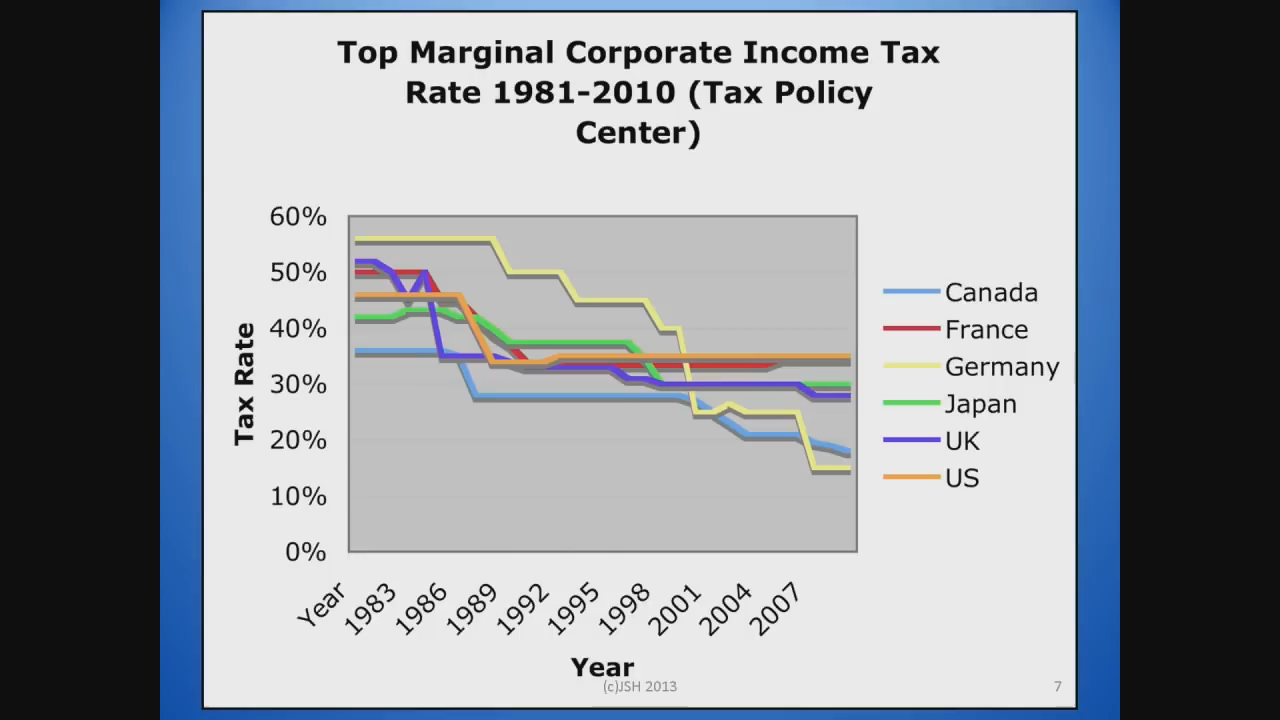 Top Marginal Corporate Income Tax
Rate 1981-2010 (Tax Policy
Center)
60%
50%
40%
30%
20%
10%
0%
Tax Rate
Canada
France
Germany
Japan
UK
US
Year
1983
1986
1989
1992
1995
1998
2001
2004
2007
Year
(c)JSH 2013
7